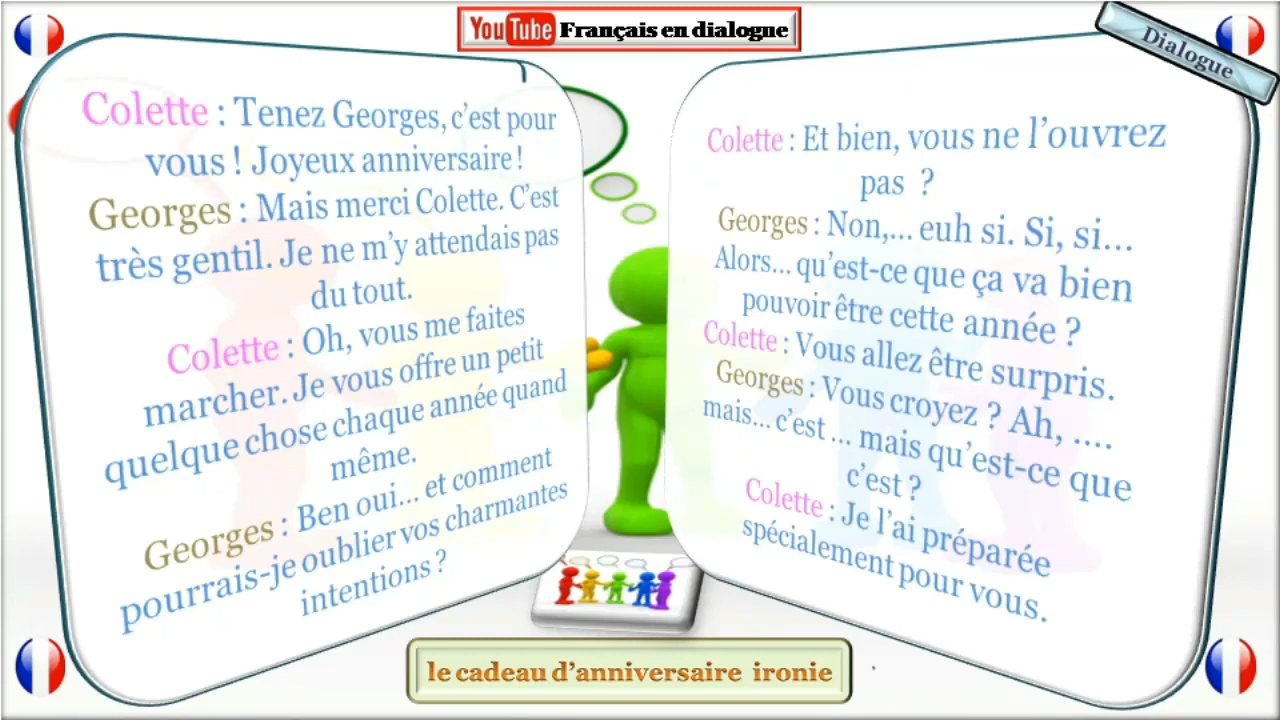 YouTube Français en dialogue
Dialogue
Colette : Tenez Georges, c'est pour
vous ! Joyeux anniversaire !
Georges : Mais merci Colette. C'est
très gentil. Je ne m'y attendais pas
du tout.
Colette : Oh, vous me faites
marcher. Je vous offre un petit
quelque chose chaque année quand
même.
Georges : Ben oui... et comment
pourrais-je oublier vos charmantes
intentions ?
Colette : Et bien, vous ne l'ouvrez
pas ?
Georges : Non,... euh si. Si, si...
Alors... qu'est-ce que ça va bien
pouvoir être cette année ?
Colette : Vous allez être surpris.
Georges : Vous croyez ? Ah, ....
mais... c'est ... mais qu'est-ce que
c'est ?
Colette : Je l'ai préparée
spécialement pour vous.
le cadeau d'anniversaire ironie